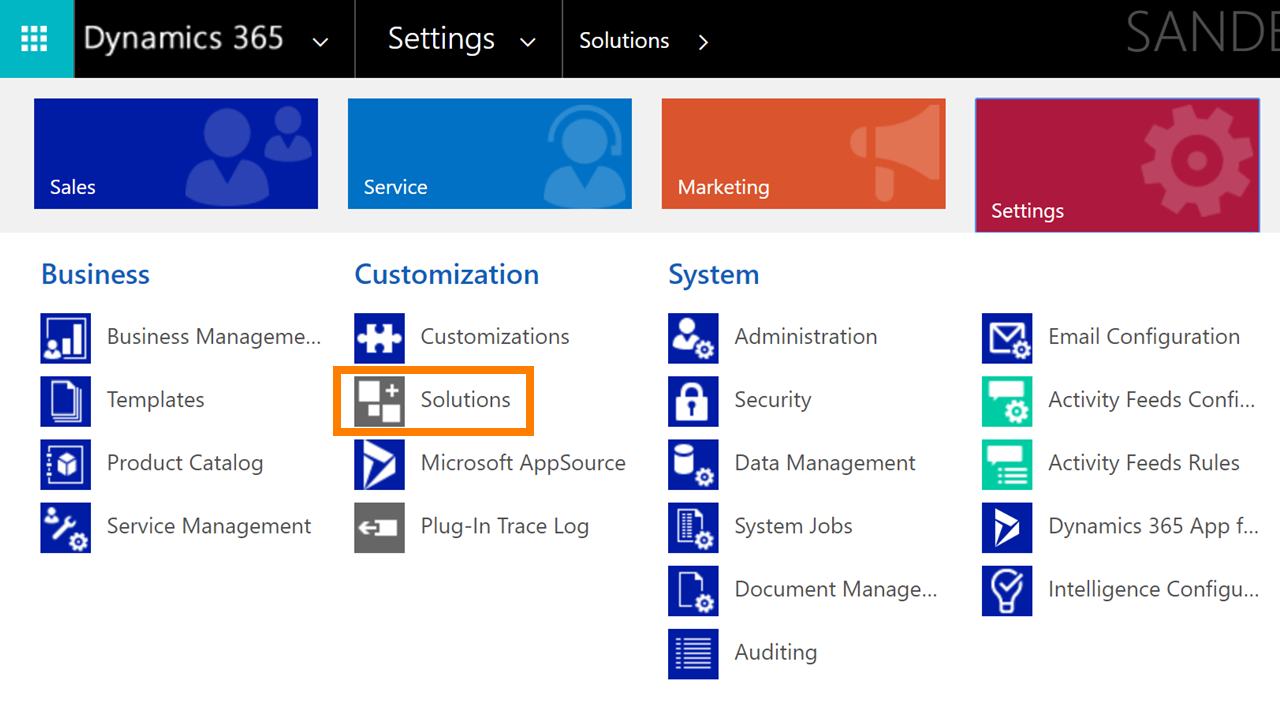 Dynamics 365
Settings
Solutions
SANDE
Sales
Service
Marketing
Settings
Business
Business Manageme...
Templates
Product Catalog
Service Management
Customization
Customizations
Solutions
Microsoft AppSource
Plug-In Trace Log
System
Administration
Security
Data Management
System Jobs
Document Manage...
Auditing
Email Configuration
Activity Feeds Confi...
Activity Feeds Rules
Dynamics 365 App f...
Intelligence Configu...